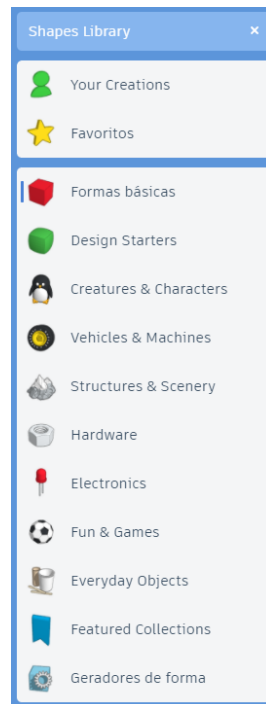 Shapes Library ×
Your Creations
Favoritos
Formas básicas
Design Starters
Creatures & Characters
Vehicles & Machines
Structures & Scenery
Hardware
Electronics
Fun & Games
Everyday Objects
Featured Collections
Geradores de forma